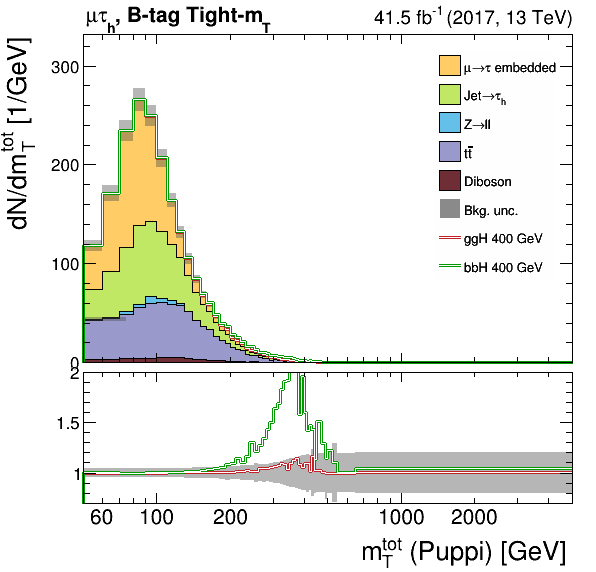 μτh, B-tag Tight-mT
41.5 fb-1 (2017, 13 TeV)
dN/dmTtot [1/GeV]
300
200
100
0
μ→τ embedded
Jet→τh
Z→ll
tt̄
Diboson
Bkg. unc.
ggH 400 GeV
bbH 400 GeV
2
1.5
1
60 100 200 1000 2000
mTtot (Puppi) [GeV]